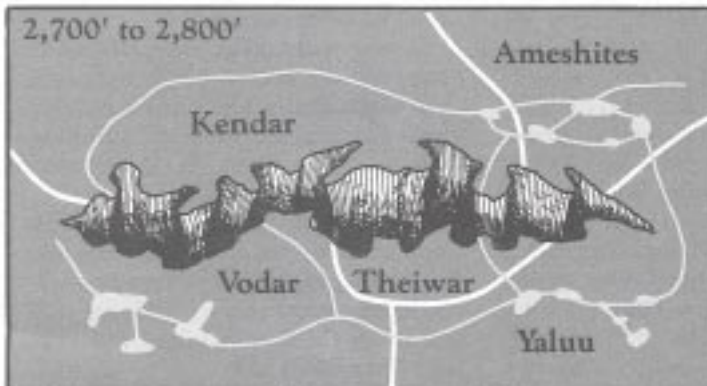 2,700' to 2,800'
Ameshites
Kendar
Vodar
Theiwar
Yaluu